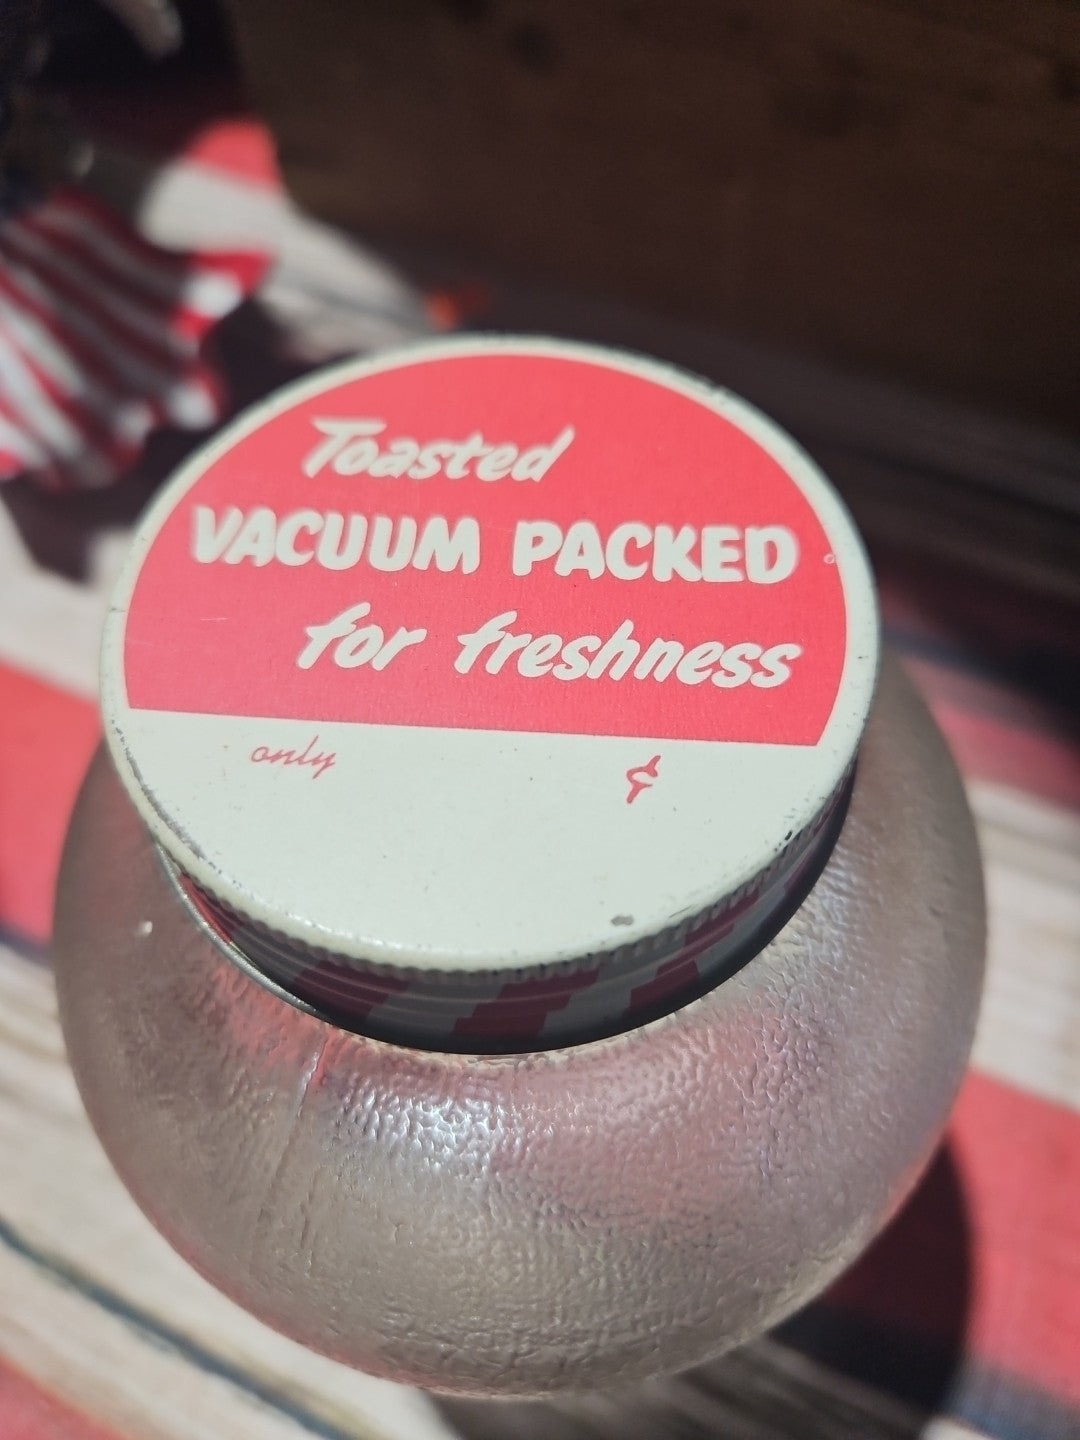 Toasted
VACUUM PACKED
for freshness
only ¢